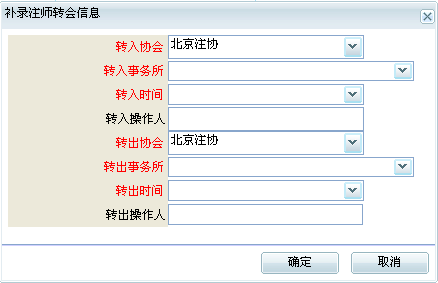 补录注师转会信息
转入协会 北京注协
转入事务所
转入时间
转入操作人
转出协会 北京注协
转出事务所
转出时间
转出操作人
确定 取消